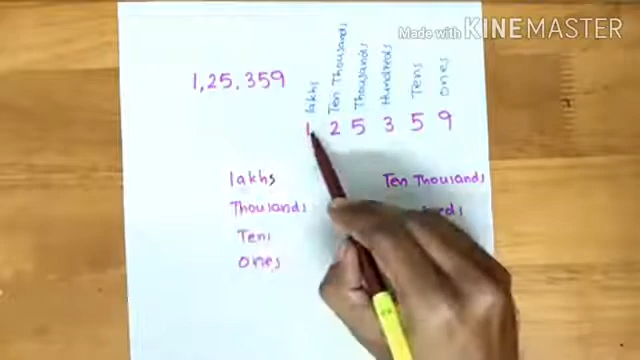 Made with KINEMASTER
1,25,359
lakhs Ten Thousands Thousands Hundreds Tens ones
1 2 5 3 5 9
lakhs Ten Thousands
Thousands
Tens
ones